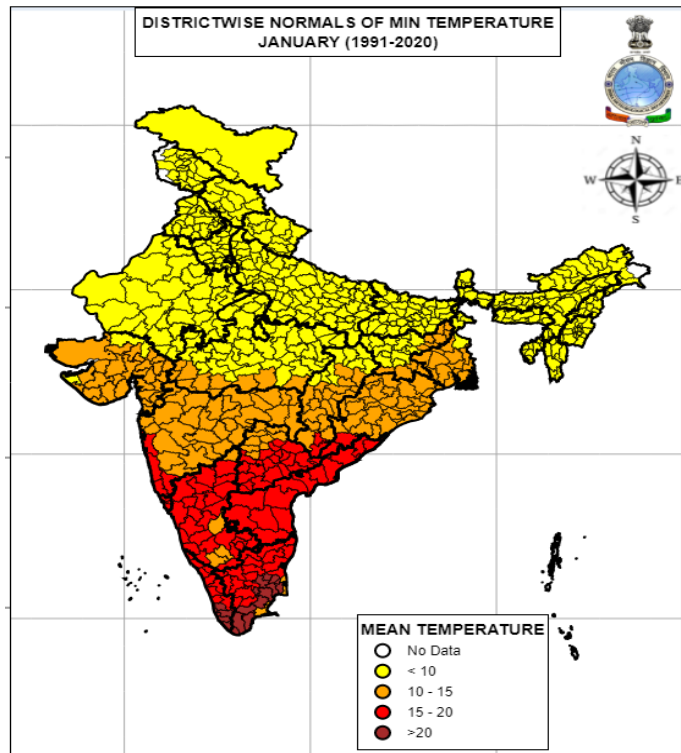 DISTRICTWISE NORMALS OF MIN TEMPERATURE
JANUARY (1991-2020)
N
W
E
S
MEAN TEMPERATURE
No Data
< 10
10 - 15
15 - 20
>20